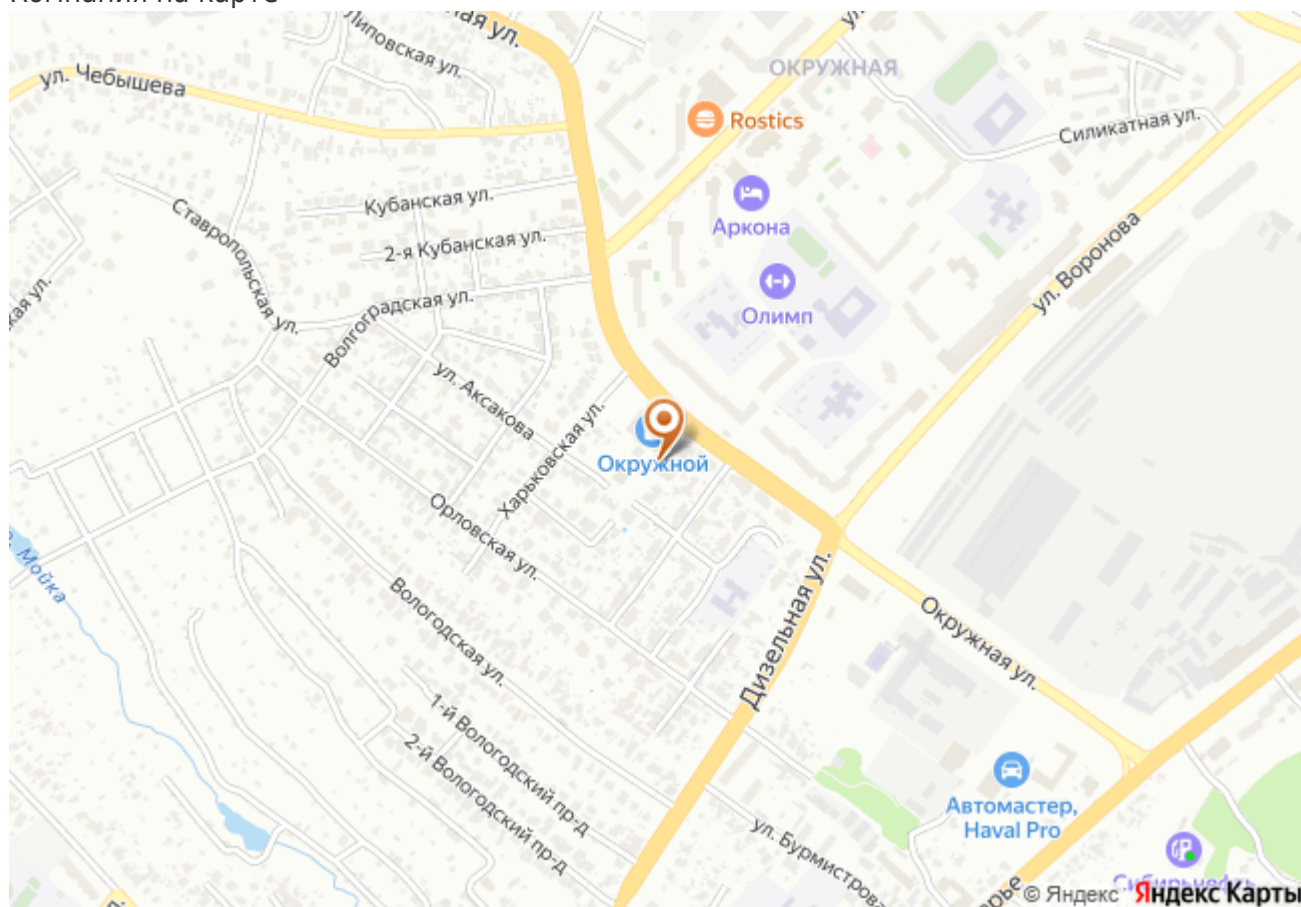 Липовская ул.
ул. Чебышева
ОКРУЖНАЯ
Rostics
Силикатная ул.
Кубанская ул.
Аркона
Ставропольская ул.
2-я Кубанская ул.
ул. Воронова
Олимп
Волгоградская ул.
ул. Аксакова
Харьковская ул.
Окружной
Орловская ул.
Мойка
Вологодская ул.
Дизельная ул.
Окружная ул.
1-й Вологодский пр-д
2-й Вологодский пр-д
Автомастер,
Haval Pro
ул. Бурмистрова
Сибирьнефть
© Яндекс Яндекс Карты